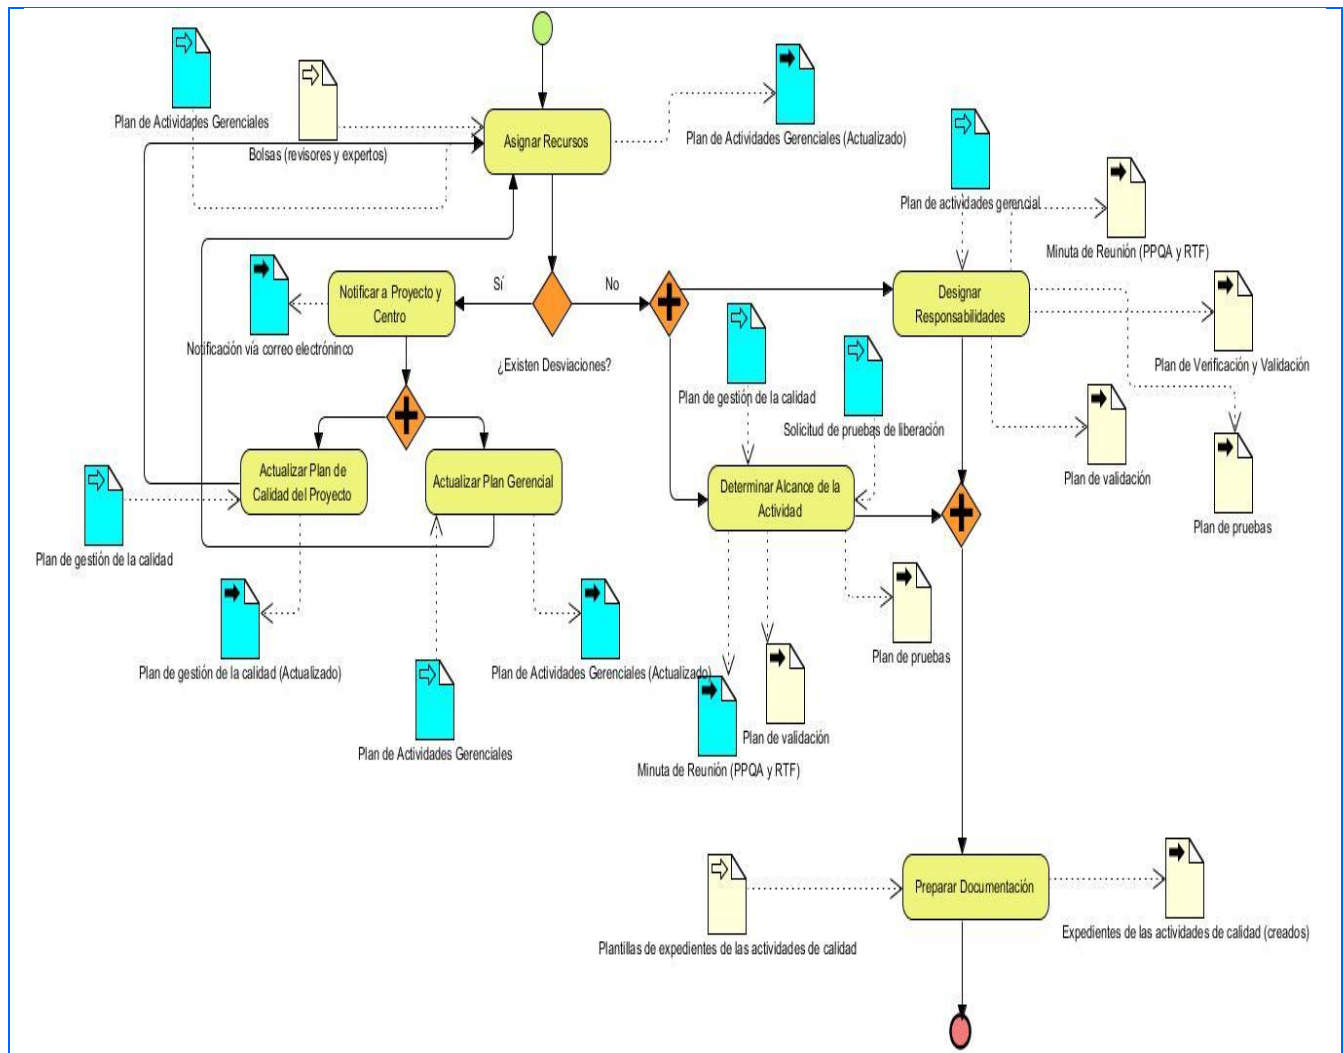 Plan de Actividades Gerenciales
Bolsas (revisores y expertos)
Asignar Recursos
Plan de Actividades Gerenciales (Actualizado)
Plan de actividades gerencial
Minuta de Reunión (PPQA y RTF)
Notificar a Proyecto y
Centro
Sí
No
¿Existen Desviaciones?
Notificación vía correo electróninco
Designar
Responsabilidades
Plan de Verificación y Validación
Plan de gestión de la calidad
Solicitud de pruebas de liberación
Plan de validación
Plan de pruebas
Actualizar Plan de
Calidad del Proyecto
Actualizar Plan Gerencial
Determinar Alcance de la
Actividad
Plan de gestión de la calidad
Plan de gestión de la calidad (Actualizado)
Plan de Actividades Gerenciales (Actualizado)
Plan de Actividades Gerenciales
Plan de pruebas
Plan de validación
Minuta de Reunión (PPQA y RTF)
Preparar Documentación
Plantillas de expedientes de las actividades de calidad
Expedientes de las actividades de calidad (creados)